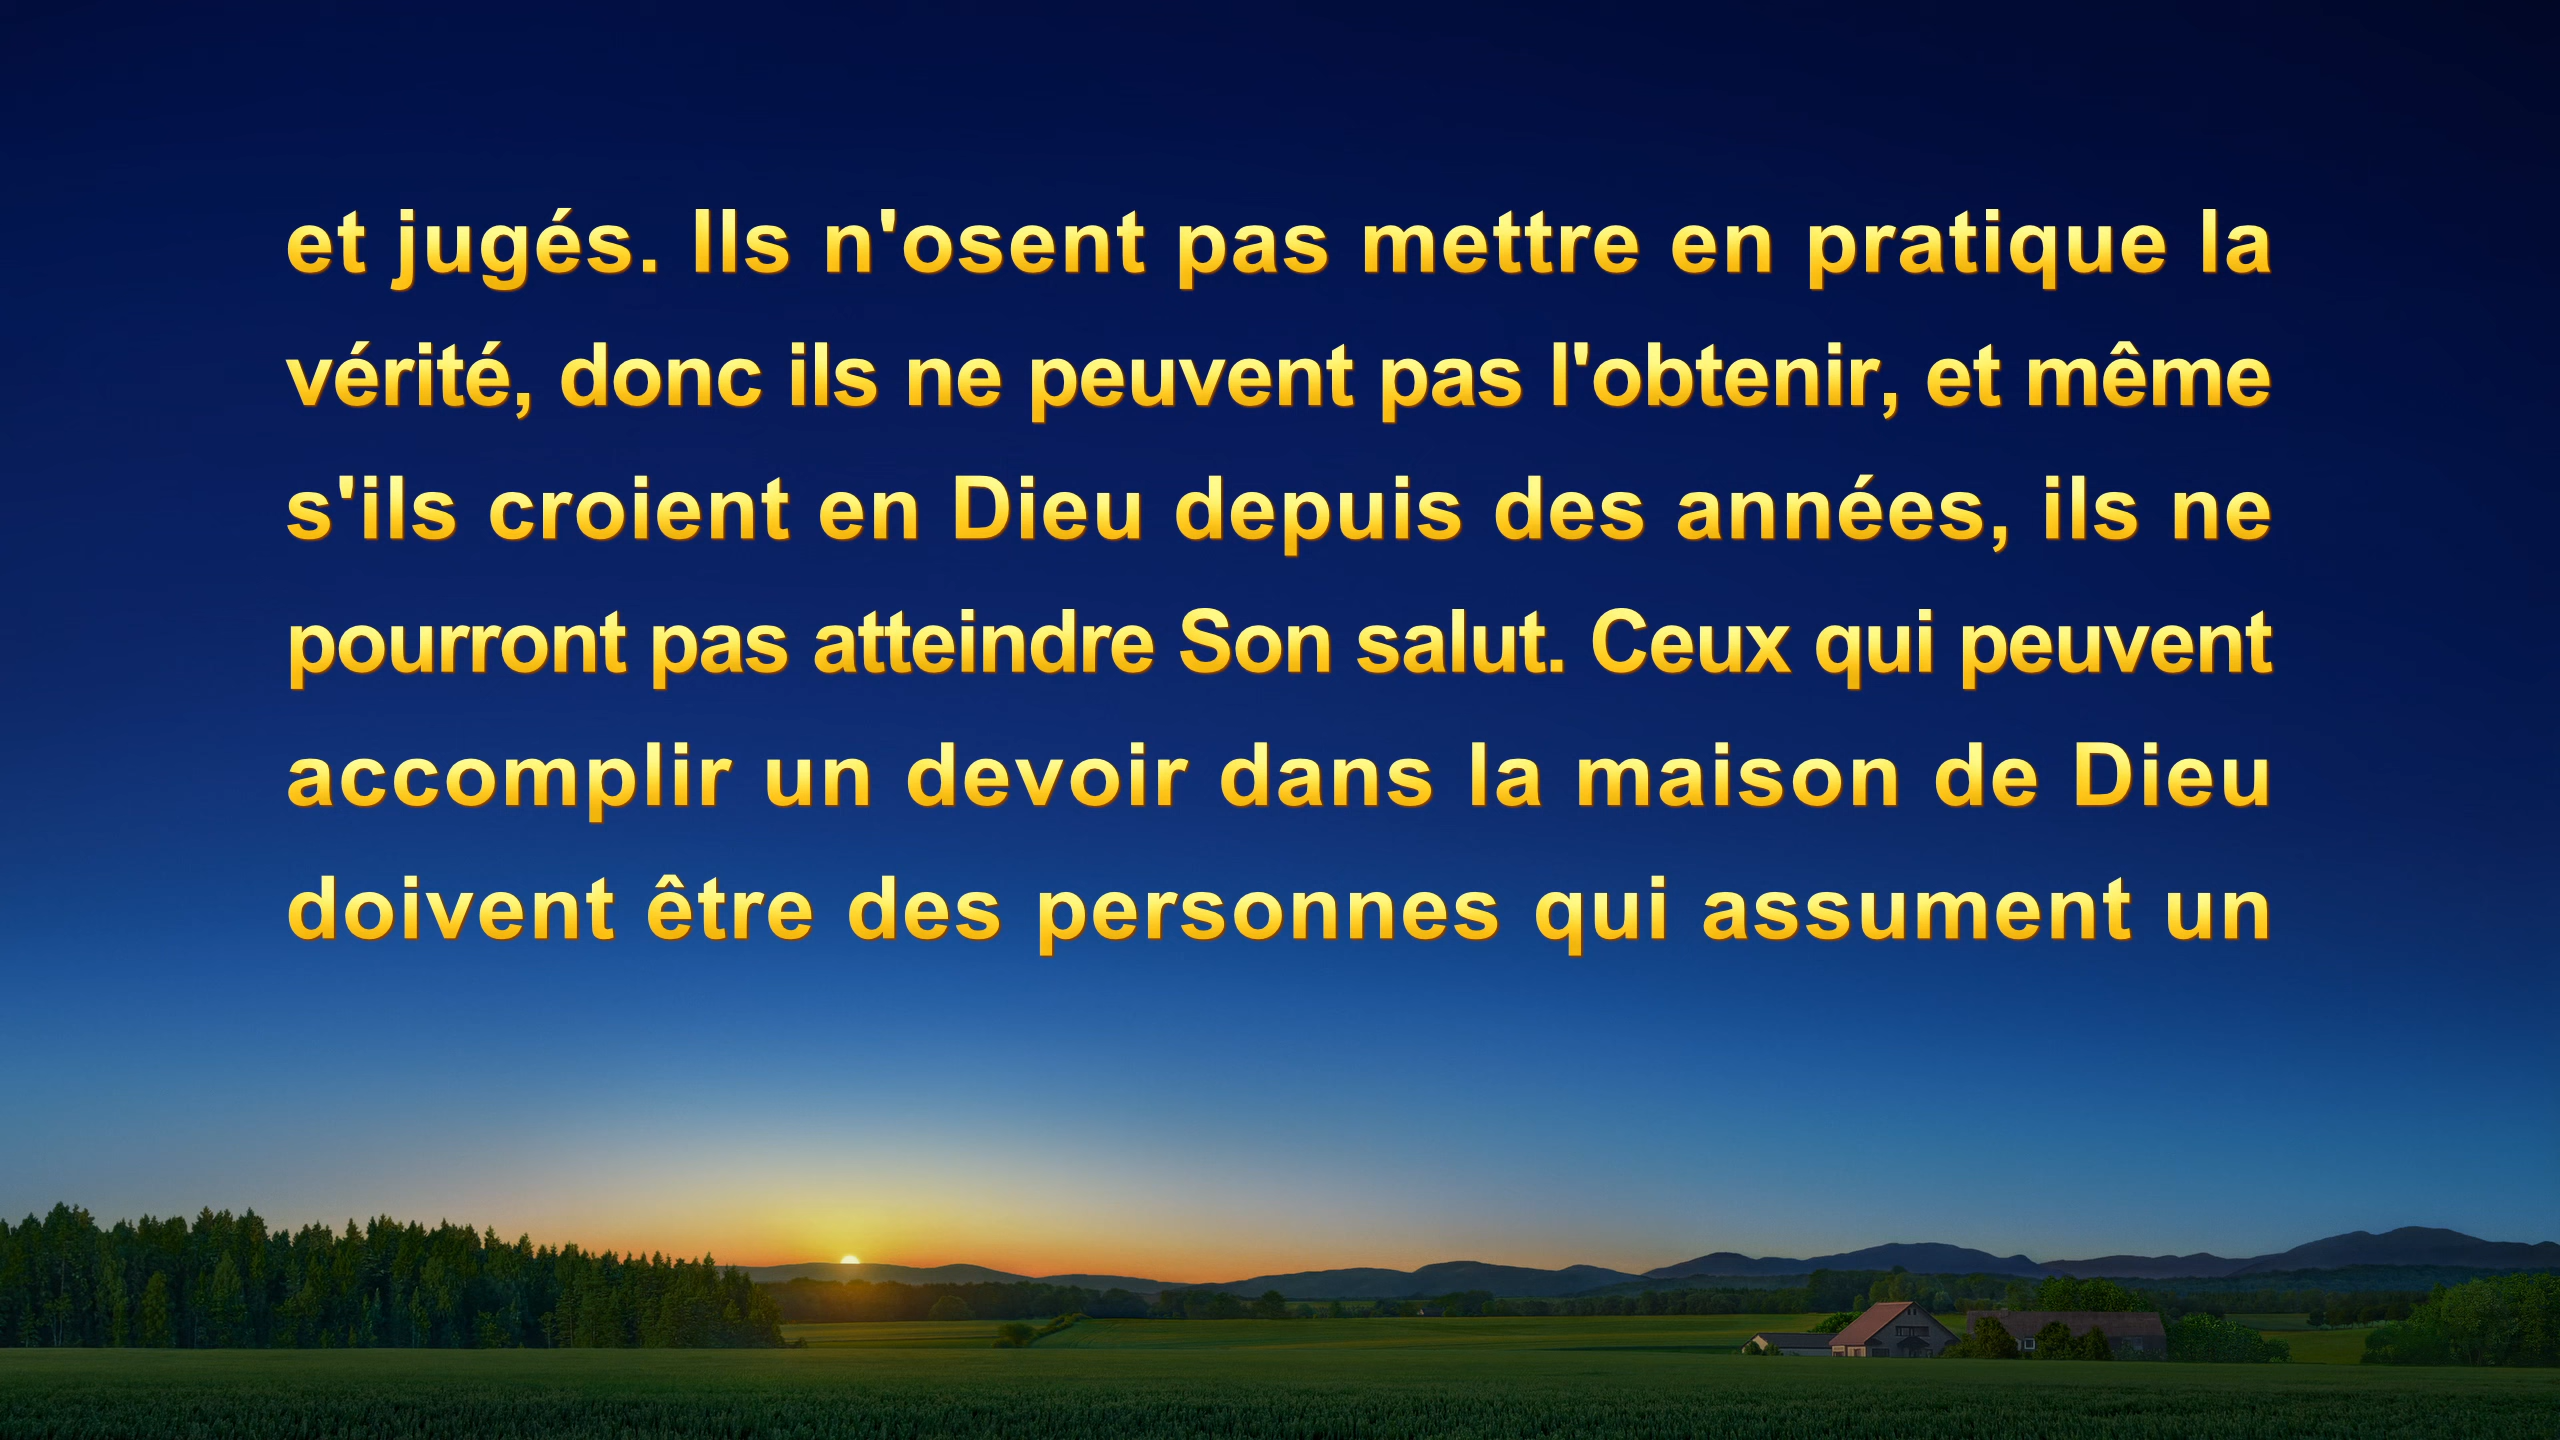 et jugés. Ils n'osent pas mettre en pratique la
vérité, donc ils ne peuvent pas l'obtenir, et même
s'ils croient en Dieu depuis des années, ils ne
pourront pas atteindre Son salut. Ceux qui peuvent
accomplir un devoir dans la maison de Dieu
doivent être des personnes qui assument un